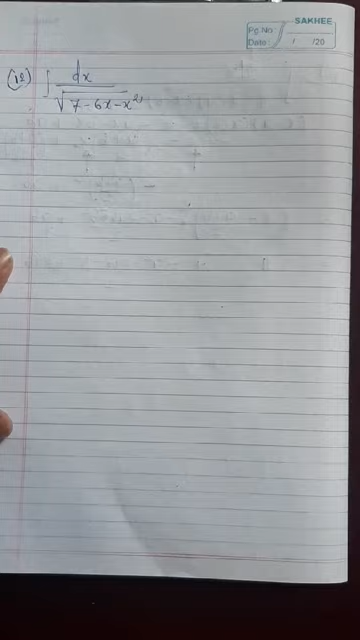 SAKHEE
Pg.No:
Date: / /20
(12) ∫ dx
√7-6x-x²